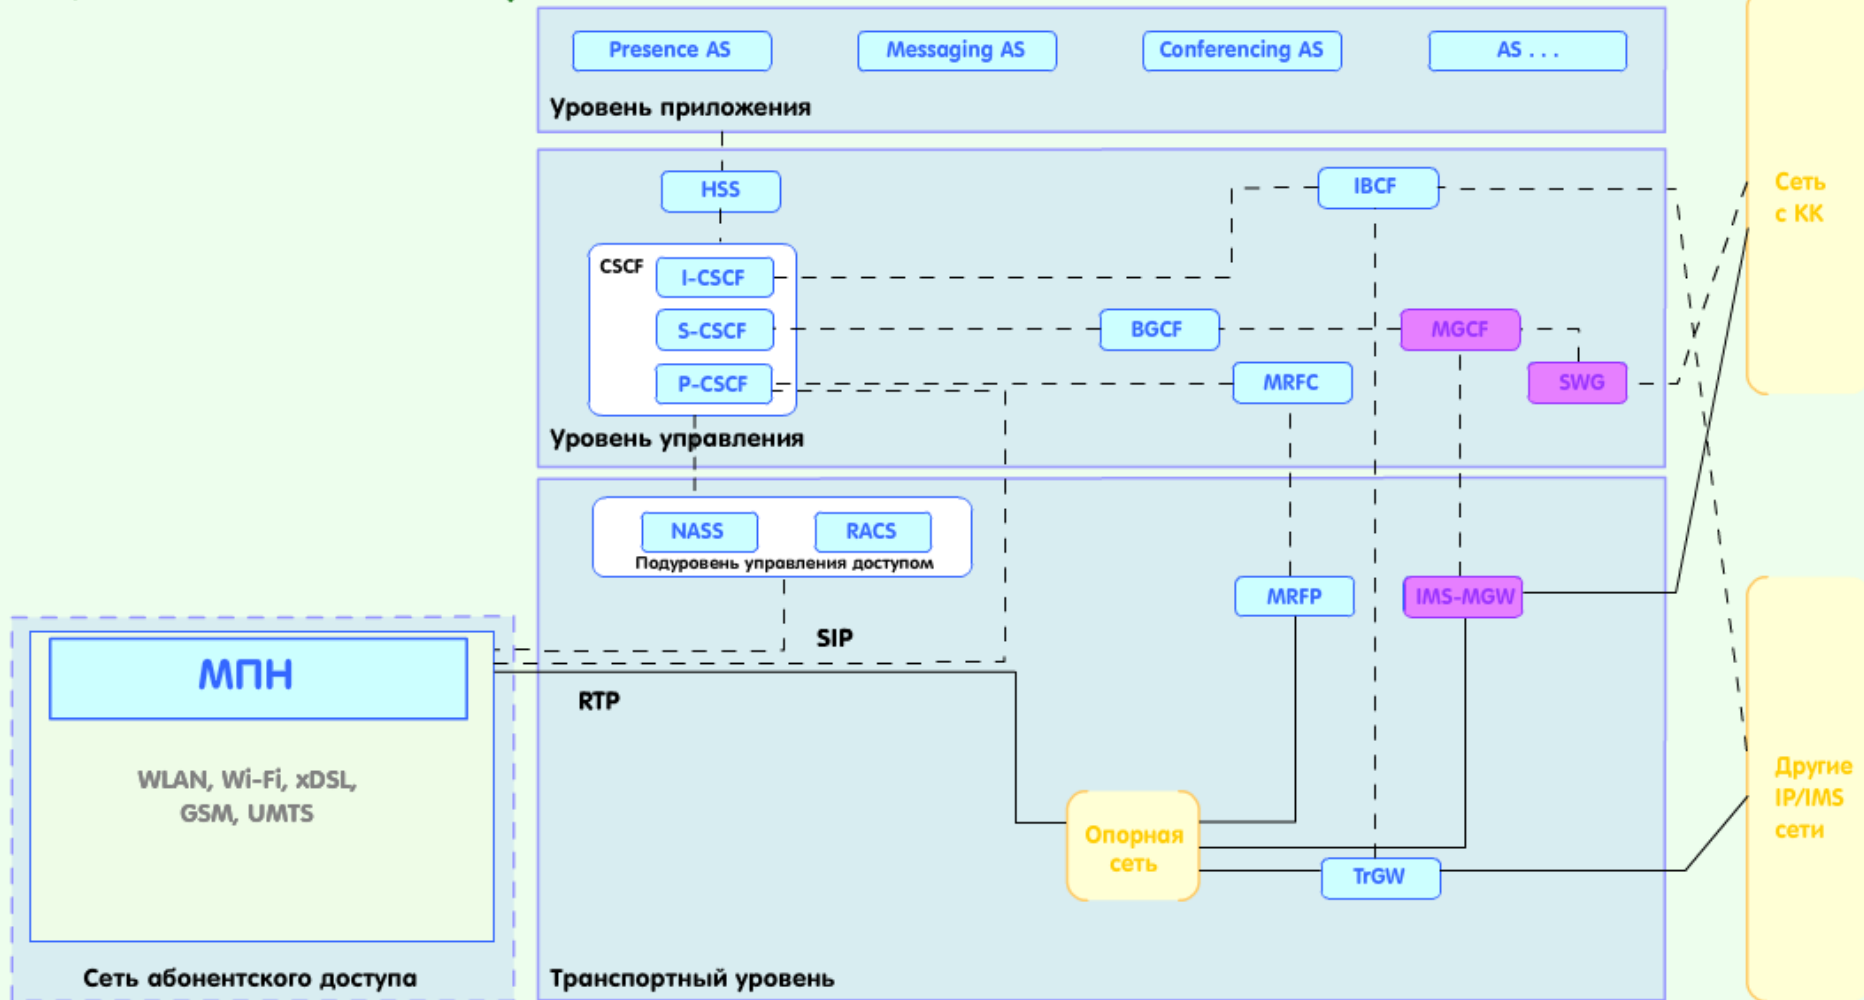 Presence AS
Messaging AS
Conferencing AS
AS . . .
Уровень приложения
HSS
IBCF
Сеть
с КК
CSCF
I-CSCF
S-CSCF
BGCF
MGCF
P-CSCF
MRFC
SWG
Уровень управления
NASS
RACS
Подуровень управления доступом
MRFP
IMS-MGW
SIP
МПН
RTP
WLAN, Wi-Fi, xDSL,
GSM, UMTS
Другие
IP/IMS
сети
Опорная
сеть
TrGW
Сеть абонентского доступа
Транспортный уровень